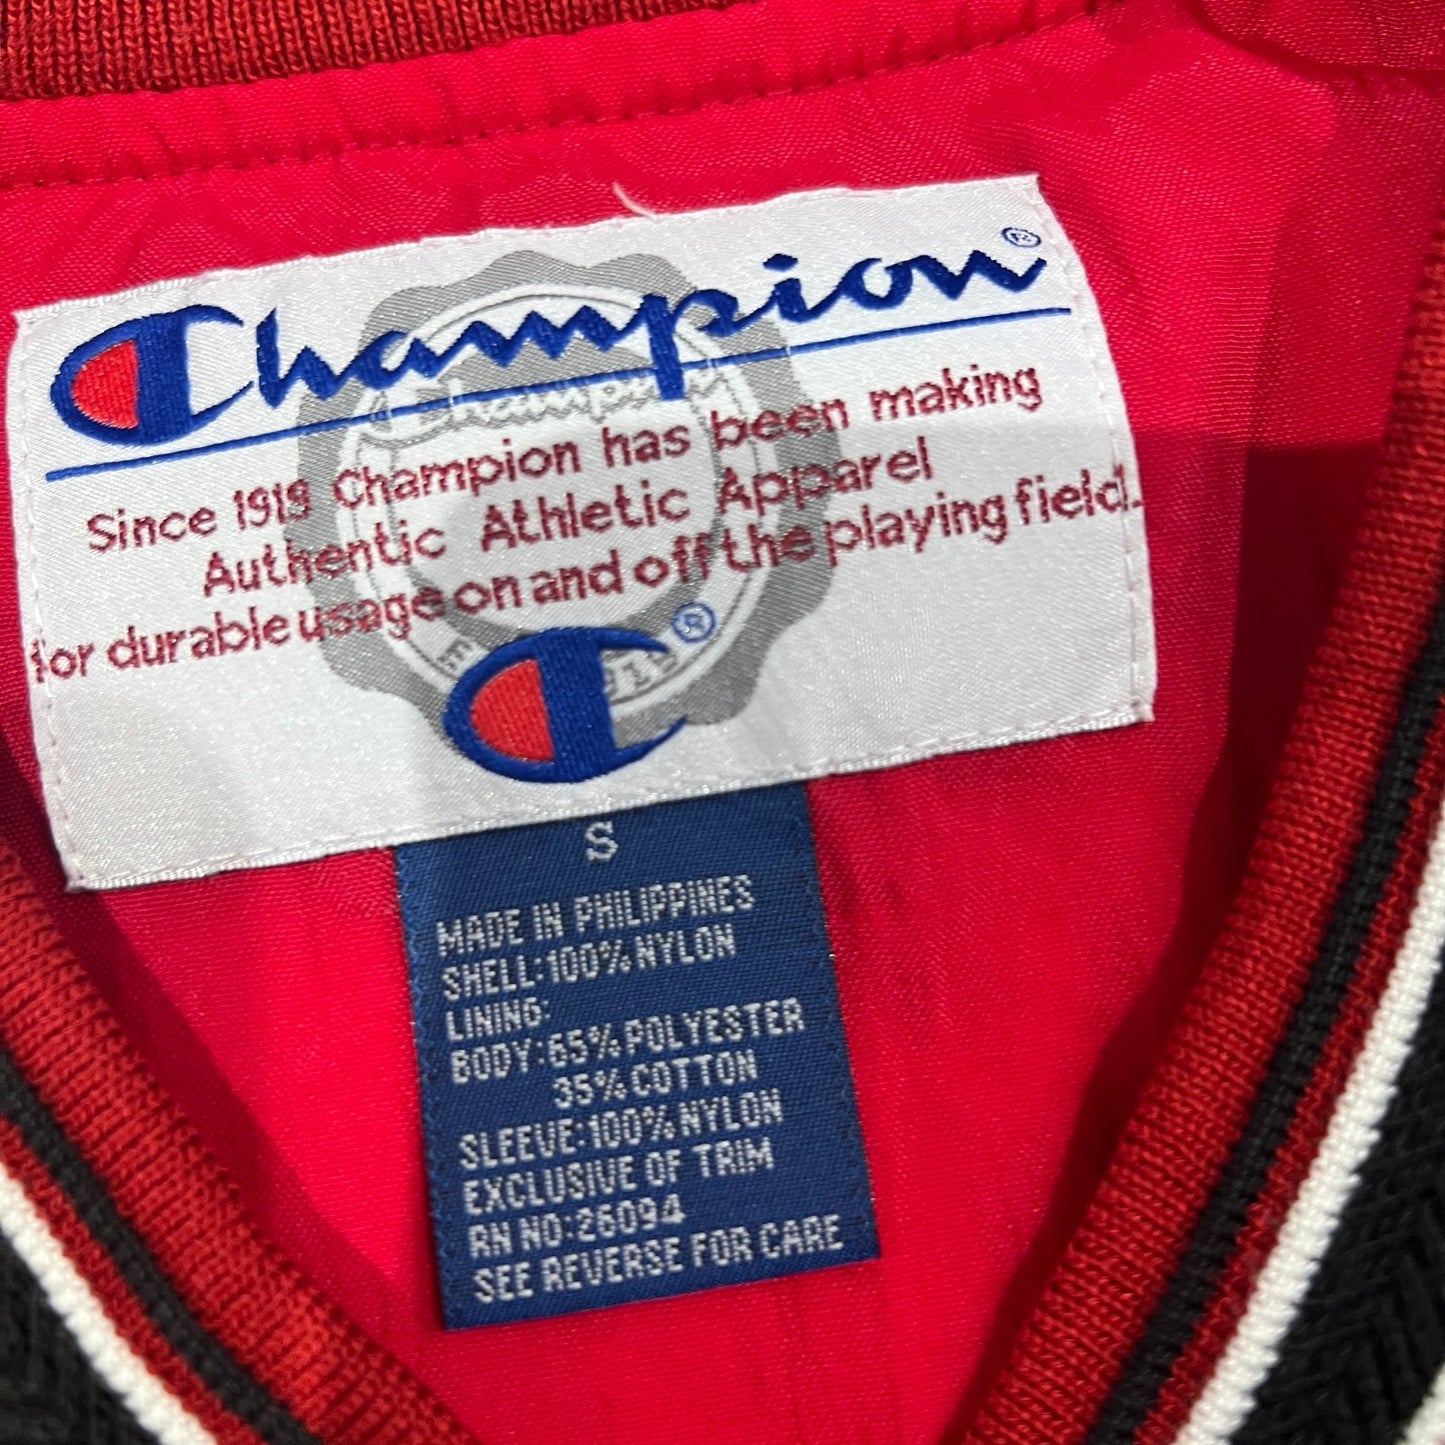 Champion®
Since 1919 Champion has been making
Authentic Athletic Apparel
for durable usage on and off the playing field.
Champion
®
S
MADE IN PHILIPPINES
SHELL:100%NYLON
LINING:
BODY:65%POLYESTER
35%COTTON
SLEEVE:100%NYLON
EXCLUSIVE OF TRIM
RN NO:26094
SEE REVERSE FOR CARE